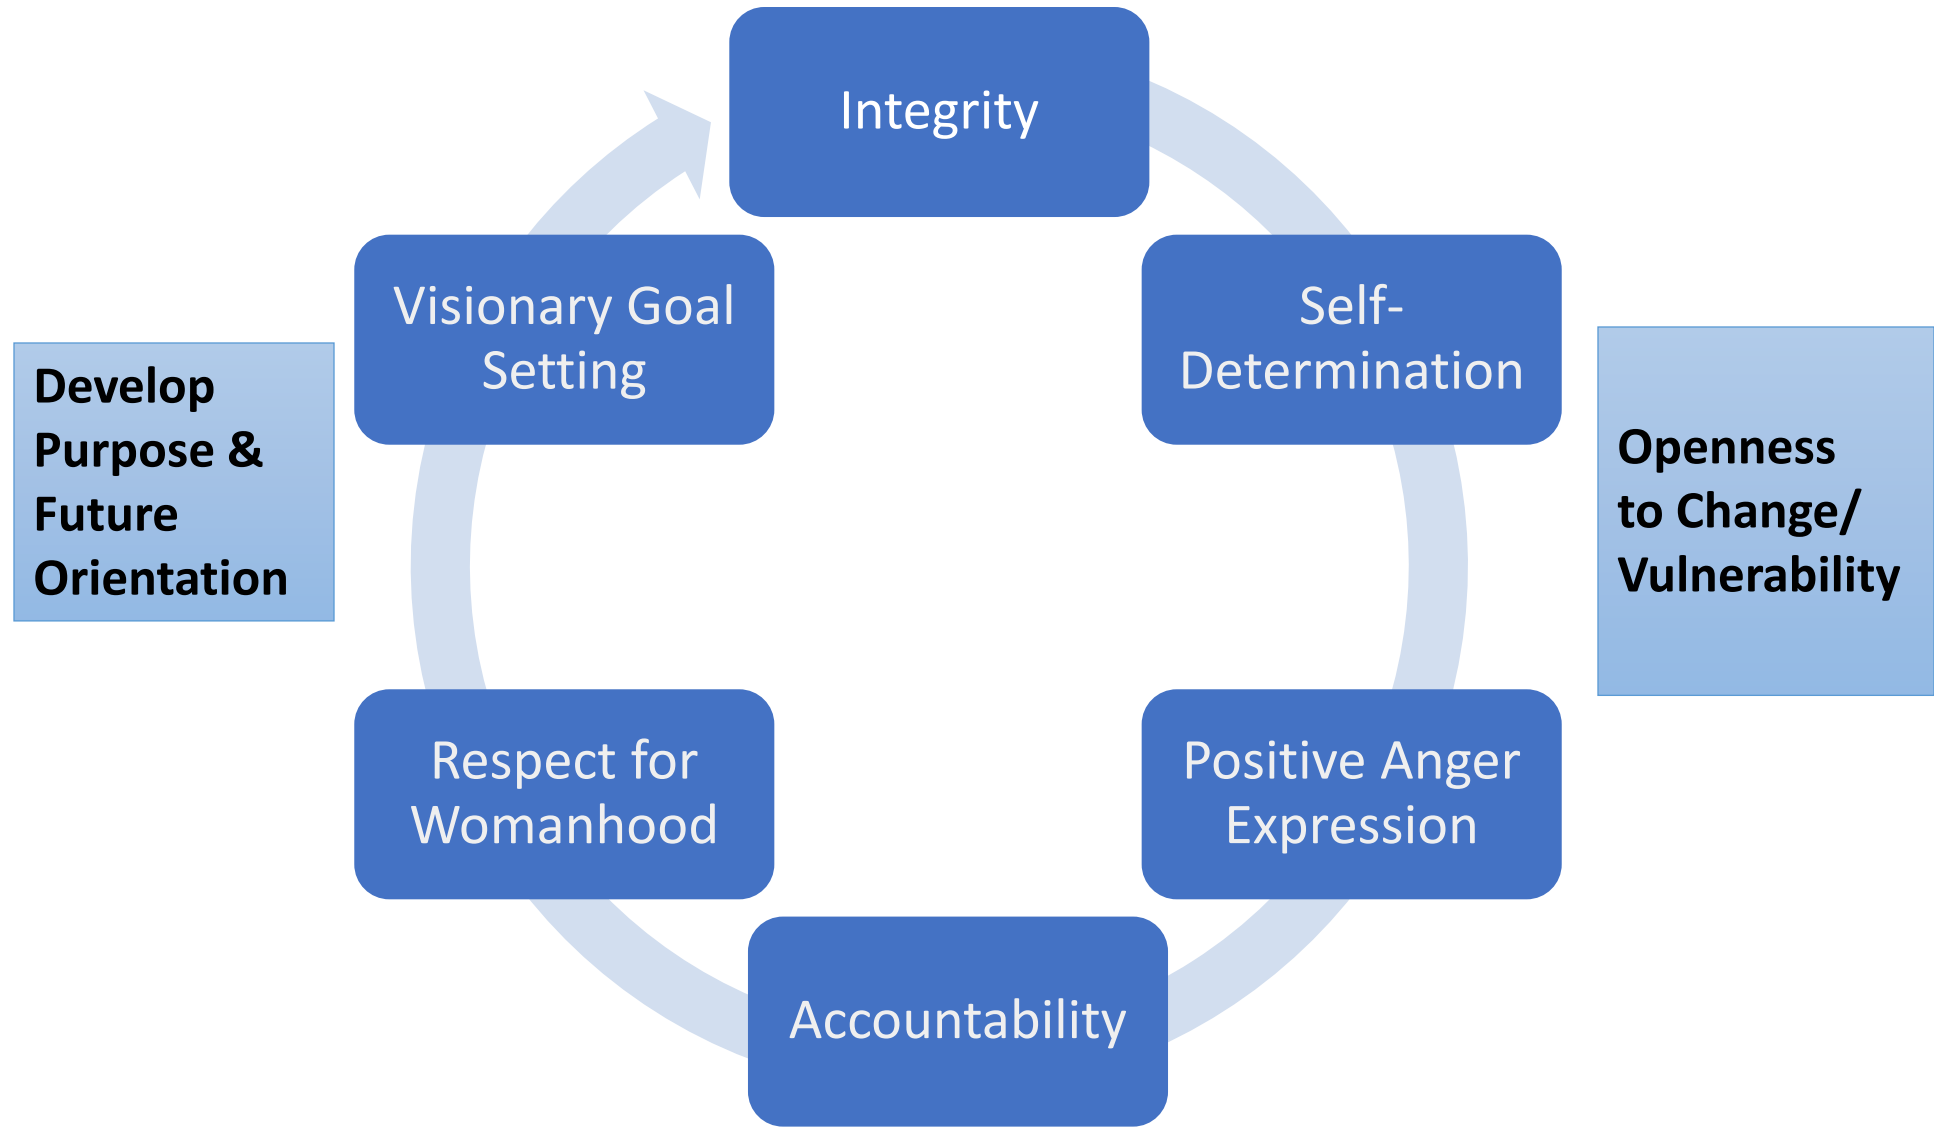 Integrity
Self-
Determination
Positive Anger
Expression
Accountability
Respect for
Womanhood
Visionary Goal
Setting
Develop
Purpose &
Future
Orientation
Openness
to Change/
Vulnerability